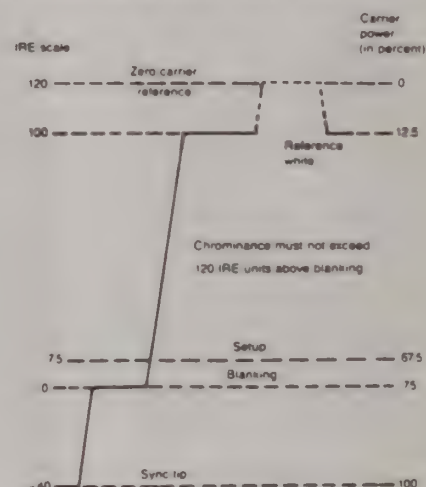 IRE scale
Carrier
power
(in percent)
120
Zero carrier
reference
0
100
Reference
white
12.5
Chrominance must not exceed
120 IRE units above blanking
7.5
Setup
67.5
0
Blanking
75
-40
Sync tip
100